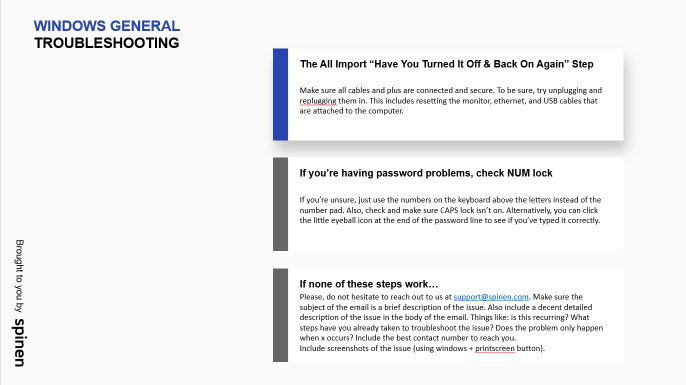 WINDOWS GENERAL
TROUBLESHOOTING
The All Import “Have You Turned It Off & Back On Again” Step
Make sure all cables and plus are connected and secure. To be sure, try unplugging and
replugging them in. This includes resetting the monitor, ethernet, and USB cables that
are attached to the computer.
If you’re having password problems, check NUM lock
If you’re unsure, just use the numbers on the keyboard above the letters instead of the
number pad. Also, check and make sure CAPS lock isn’t on. Alternatively, you can click
the little eyeball icon at the end of the password line to see if you’ve typed it correctly.
If none of these steps work…
Please, do not hesitate to reach out to us at support@spinen.com. Make sure the
subject of the email is a brief description of the issue. Also include a decent detailed
description of the issue in the body of the email. Things like: is this recurring? What
steps have you already taken to troubleshoot the issue? Does the problem only happen
when x occurs? Include the best contact number to reach you.
Include screenshots of the issue (using windows + printscreen button).
Brought to you by spinen